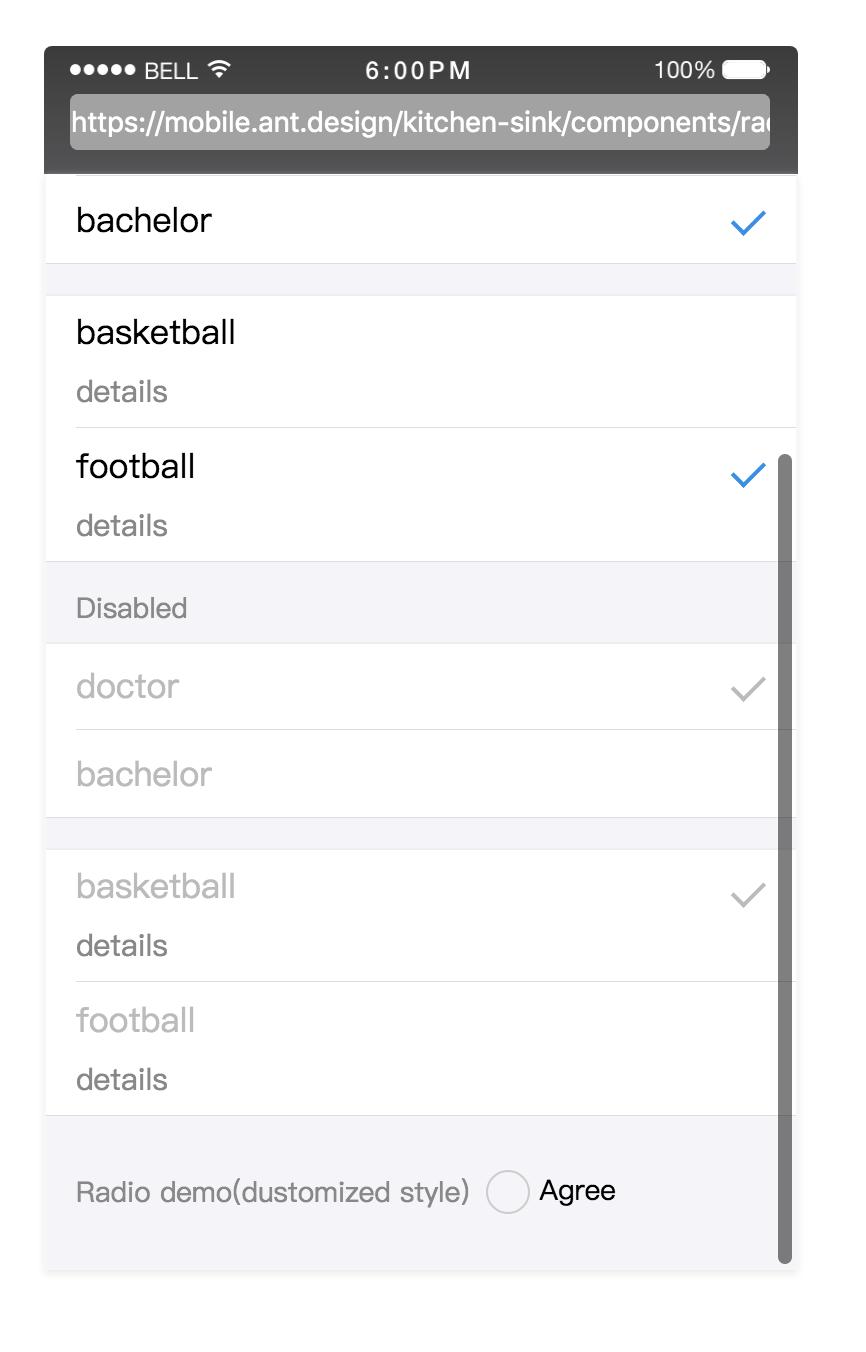 BELL 6:00PM 100%
https://mobile.ant.design/kitchen-sink/components/rad
bachelor
basketball
details
football
details
Disabled
doctor
bachelor
basketball
details
football
details
Radio demo(dustomized style) Agree